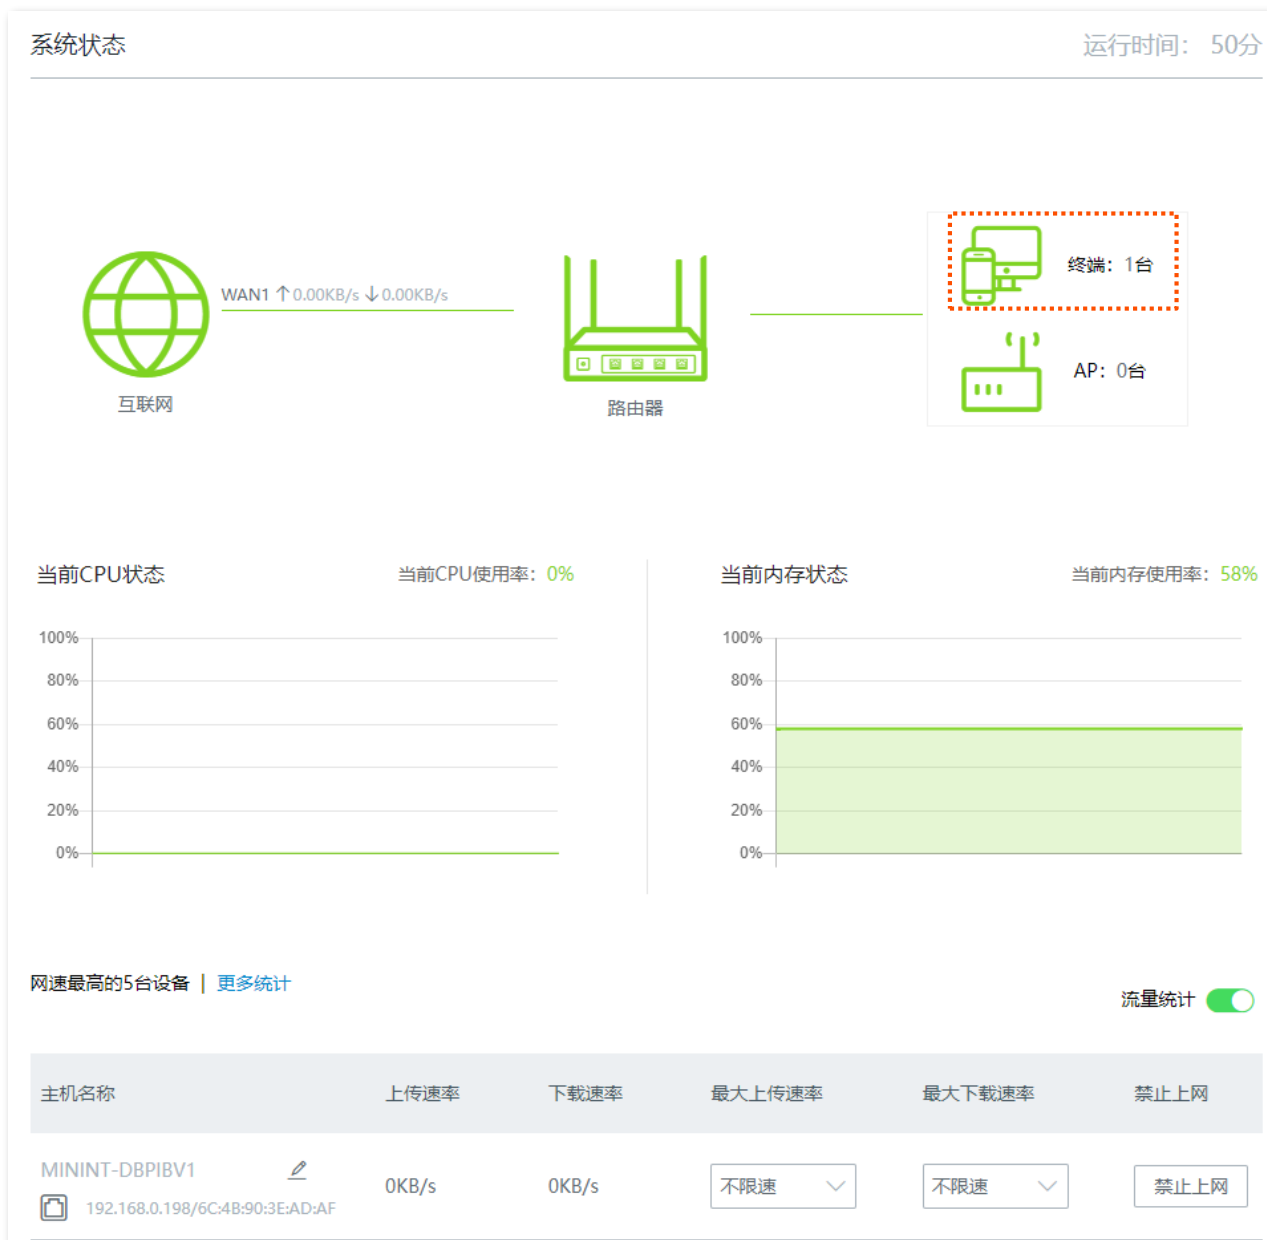 系统状态
运行时间： 50分
终端：1台
WAN1 ↑0.00KB/s ↓0.00KB/s
AP：0台
互联网
路由器
当前CPU状态
当前CPU使用率：0%
100%
80%
60%
40%
20%
0%
当前内存状态
当前内存使用率：58%
100%
80%
60%
40%
20%
0%
网速最高的5台设备 | 更多统计
流量统计
主机名称 上传速率 下载速率 最大上传速率 最大下载速率 禁止上网
MININT-DBPIBV1
0KB/s 0KB/s 不限速 不限速 禁止上网
192.168.0.198/6C:4B:90:3E:AD:AF